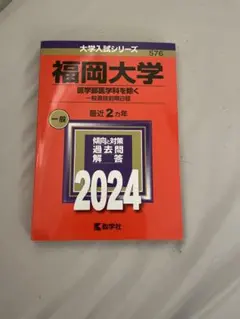 大学入試シリーズ
576
福岡大学
医学部医学科を除く
一般選抜前期日程
最近2カ年
一般
傾向と対策
過去問
解答
2024
教学社